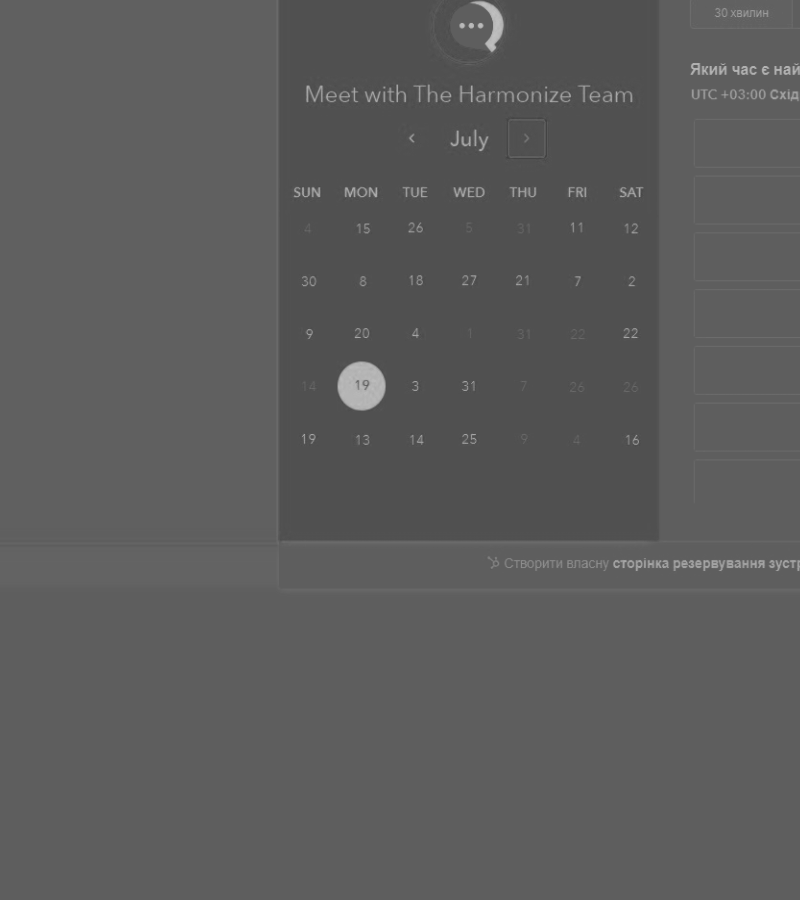 30 хвилин
Meet with The Harmonize Team
Який час є най
UTC +03:00 Схід
July
SUN MON TUE WED THU FRI SAT
4 15 26 5 31 11 12
30 8 18 27 21 7 2
9 20 4 1 31 22 22
14 19 3 31 7 26 26
19 13 14 25 9 4 16
Створити власну сторінка резервування зустр